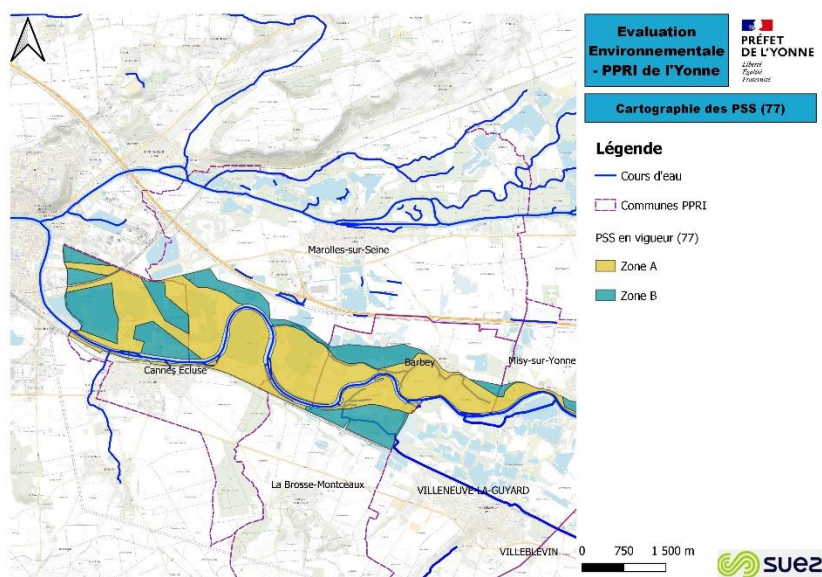 Evaluation
Environnementale
- PPRI de l'Yonne
PRÉFET
DE L'YONNE
Liberté
Égalité
Fraternité
Cartographie des PSS (77)
Légende
Cours d'eau
Communes PPRI
PSS en vigueur (77)
Zone A
Zone B
Marolles-sur-Seine
Barbey
Misy-sur-Yonne
Cannes Ecluse
La Brosse-Montceaux
VILLENEUVE-LA-GUYARD
VILLEBLEVIN
0 750 1 500 m
suez